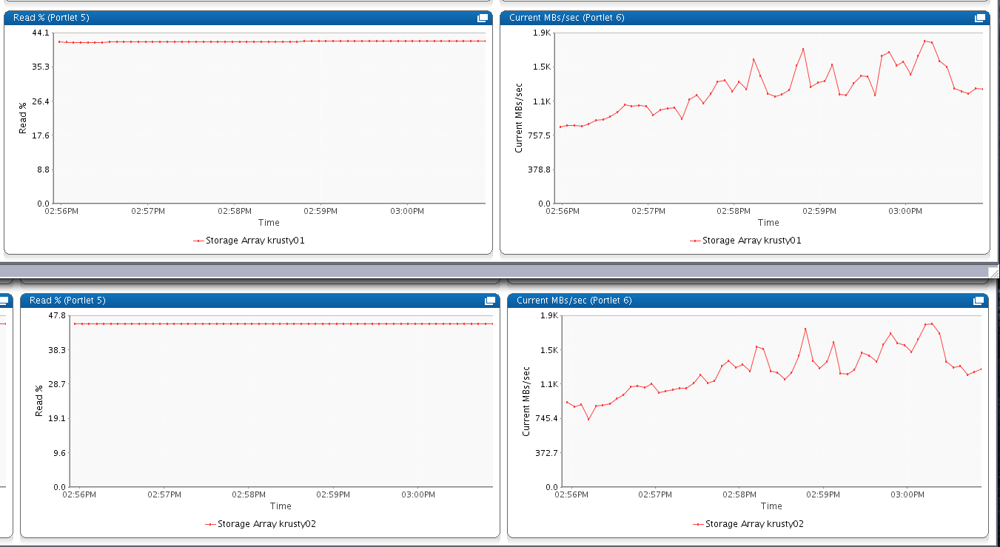 Read % (Portlet 5)
44.1
35.3
26.4
17.6
8.8
0.0
Read %
02:56PM 02:57PM 02:58PM 02:59PM 03:00PM
Time
Storage Array krusty01
Current MBs/sec (Portlet 6)
1.9K
1.5K
1.1K
757.5
378.8
0.0
Current MBs/sec
02:56PM 02:57PM 02:58PM 02:59PM 03:00PM
Time
Storage Array krusty01
Read % (Portlet 5)
47.8
38.3
28.7
19.1
9.6
0.0
Read %
02:56PM 02:57PM 02:58PM 02:59PM 03:00PM
Time
Storage Array krusty02
Current MBs/sec (Portlet 6)
1.9K
1.5K
1.1K
745.4
372.7
0.0
Current MBs/sec
02:56PM 02:57PM 02:58PM 02:59PM 03:00PM
Time
Storage Array krusty02